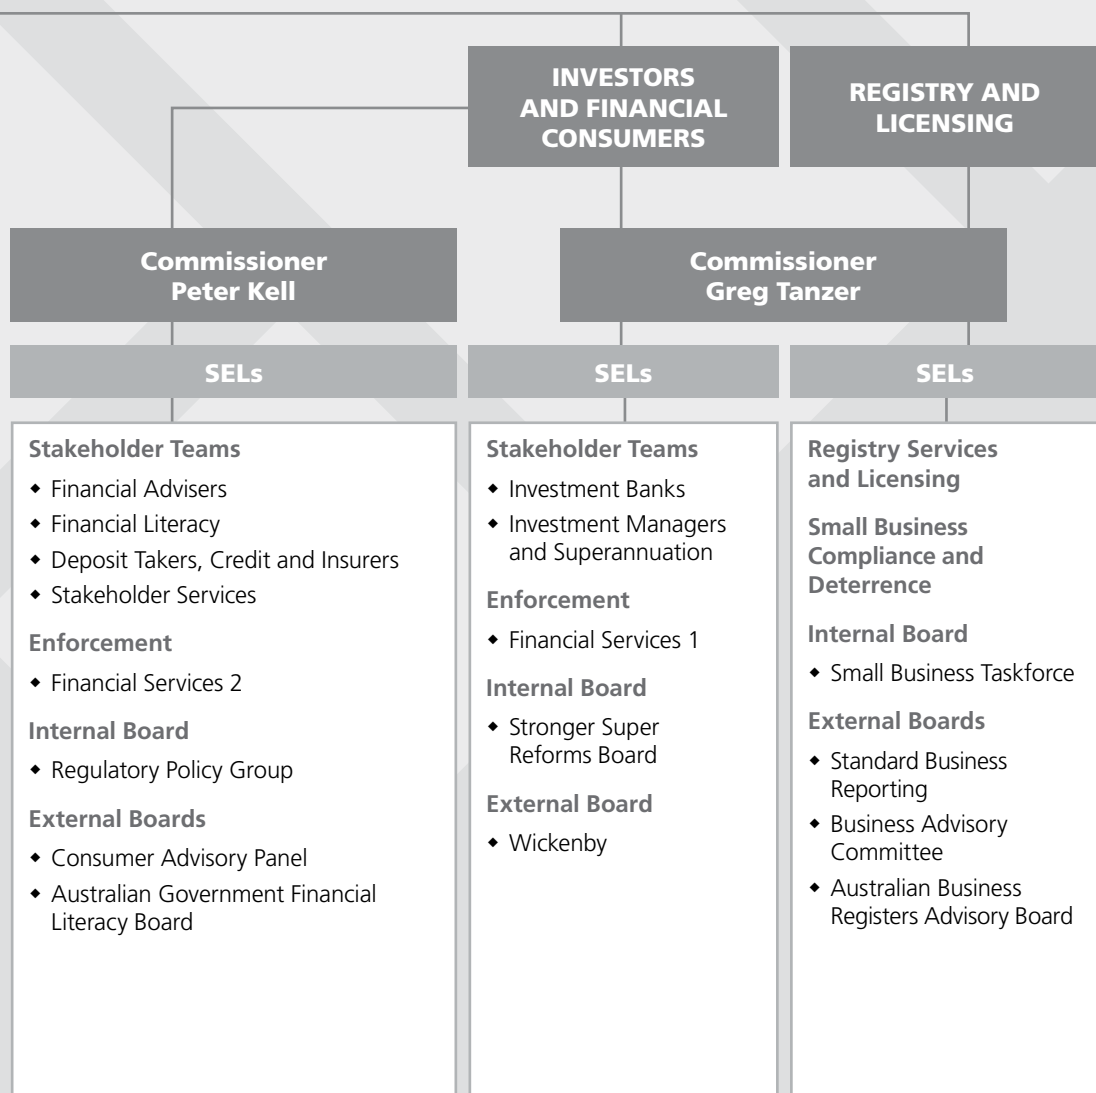 INVESTORS
AND FINANCIAL
CONSUMERS
REGISTRY AND
LICENSING
Commissioner
Peter Kell
Commissioner
Greg Tanzer
SELs
SELs
SELs
Stakeholder Teams
◆ Financial Advisers
◆ Financial Literacy
◆ Deposit Takers, Credit and Insurers
◆ Stakeholder Services
Enforcement
◆ Financial Services 2
Internal Board
◆ Regulatory Policy Group
External Boards
◆ Consumer Advisory Panel
◆ Australian Government Financial
Literacy Board
Stakeholder Teams
◆ Investment Banks
◆ Investment Managers
and Superannuation
Enforcement
◆ Financial Services 1
Internal Board
◆ Stronger Super
Reforms Board
External Board
◆ Wickenby
Registry Services
and Licensing
Small Business
Compliance and
Deterrence
Internal Board
◆ Small Business Taskforce
External Boards
◆ Standard Business
Reporting
◆ Business Advisory
Committee
◆ Australian Business
Registers Advisory Board